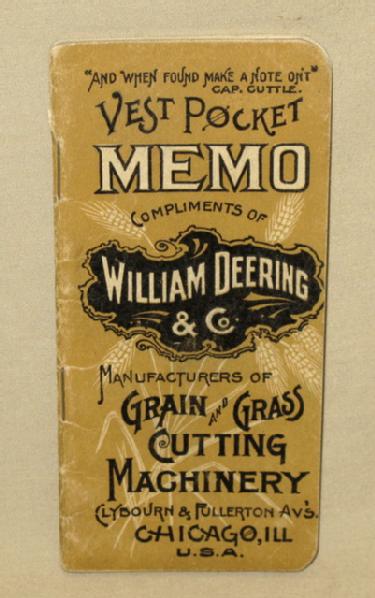 "AND WHEN FOUND MAKE A NOTE ON'T"
CAP. CUTTLE.
VEST POCKET
MEMO
COMPLIMENTS OF
WILLIAM DEERING
& Co
MANUFACTURERS OF
GRAIN AND GRASS
CUTTING
MACHINERY
CLYBOURN & FULLERTON AV'S.
CHICAGO, ILL
U.S.A.